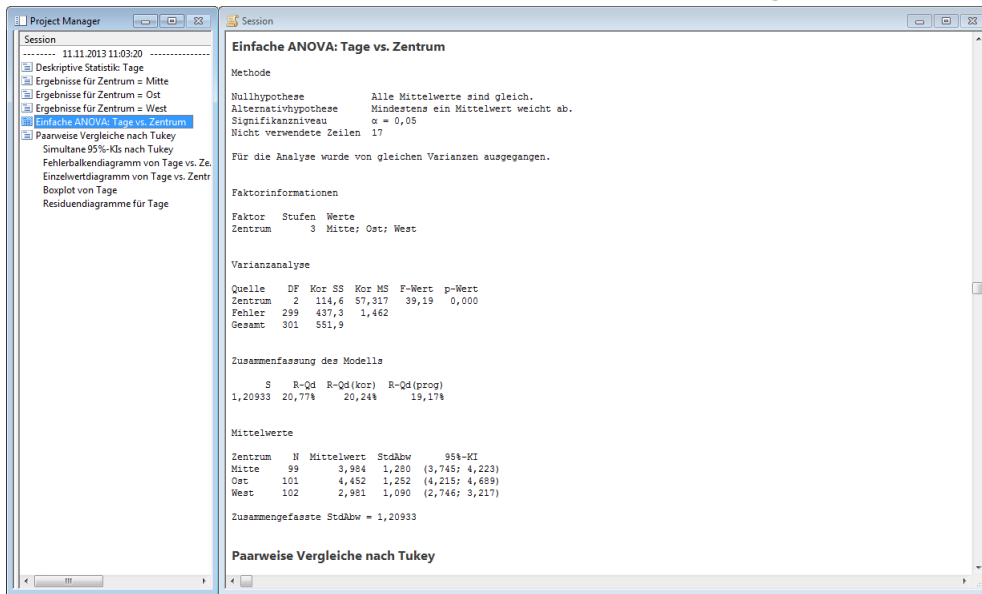 Project Manager
Session
-------- 11.11.2013 11:03:20 ---------------
Deskriptive Statistik: Tage
Ergebnisse für Zentrum = Mitte
Ergebnisse für Zentrum = Ost
Ergebnisse für Zentrum = West
Einfache ANOVA: Tage vs. Zentrum
Paarweise Vergleiche nach Tukey
Simultane 95%-KIs nach Tukey
Fehlerbalkendiagramm von Tage vs. Ze
Einzelwertdiagramm von Tage vs. Zentr
Boxplot von Tage
Residuendiagramme für Tage
Session
Einfache ANOVA: Tage vs. Zentrum
Methode
Nullhypothese Alle Mittelwerte sind gleich.
Alternativhypothese Mindestens ein Mittelwert weicht ab.
Signifikanzniveau α = 0,05
Nicht verwendete Zeilen 17
Für die Analyse wurde von gleichen Varianzen ausgegangen.
Faktorinformationen
Faktor Stufen Werte
Zentrum 3 Mitte; Ost; West
Varianzanalyse
Quelle DF Kor SS Kor MS F-Wert p-Wert
Zentrum 2 114,6 57,317 39,19 0,000
Fehler 299 437,3 1,462
Gesamt 301 551,9
Zusammenfassung des Modells
S R-Qd R-Qd(kor) R-Qd(prog)
1,20933 20,77% 20,24% 19,17%
Mittelwerte
Zentrum N Mittelwert StdAbw 95%-KI
Mitte 99 3,984 1,280 (3,745; 4,223)
Ost 101 4,452 1,252 (4,215; 4,689)
West 102 2,981 1,090 (2,746; 3,217)
Zusammengefasste StdAbw = 1,20933
Paarweise Vergleiche nach Tukey